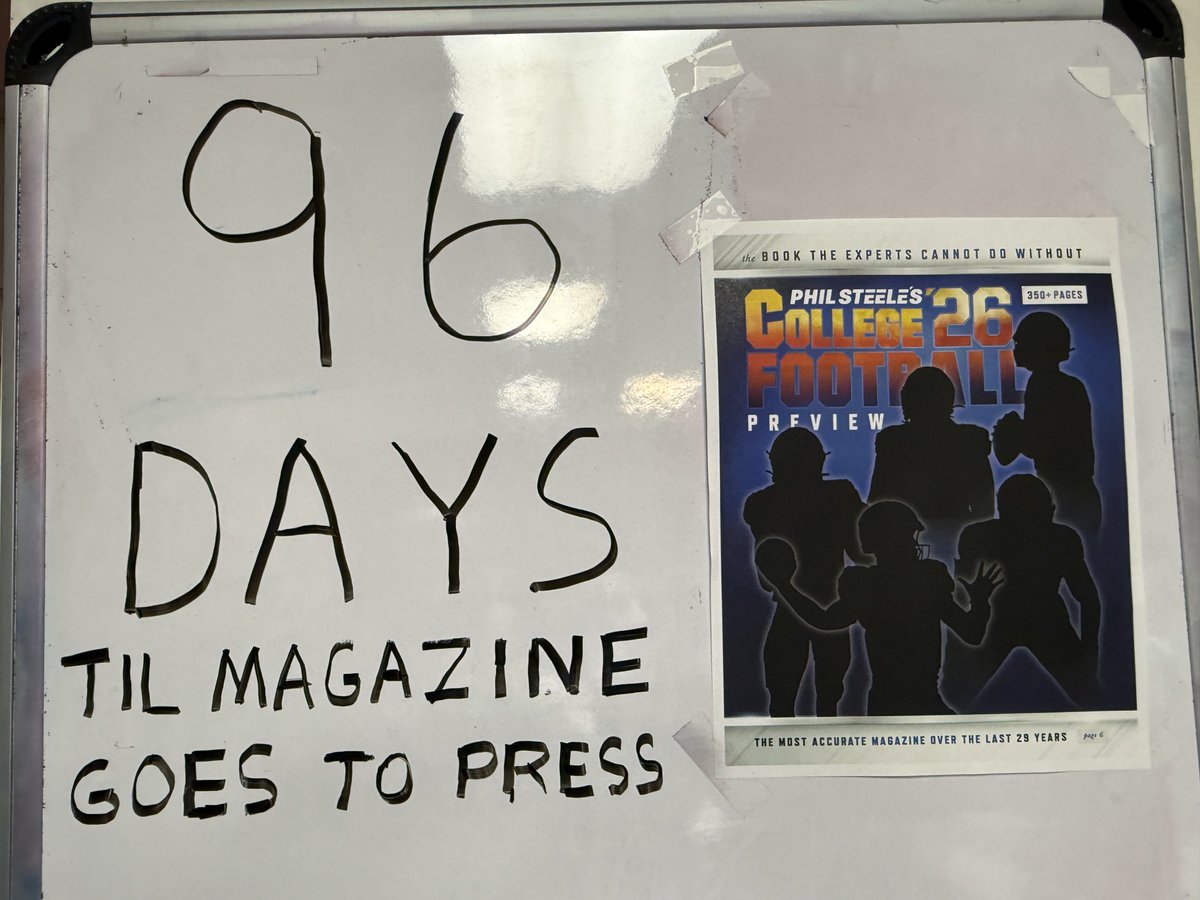 96
DAYS
TIL MAGAZINE
GOES TO PRESS
the BOOK THE EXPERTS CANNOT DO WITHOUT
PHIL STEELE'S
COLLEGE '26
350+ PAGES
FOOTBALL
PREVIEW
THE MOST ACCURATE MAGAZINE OVER THE LAST 29 YEARS page 6